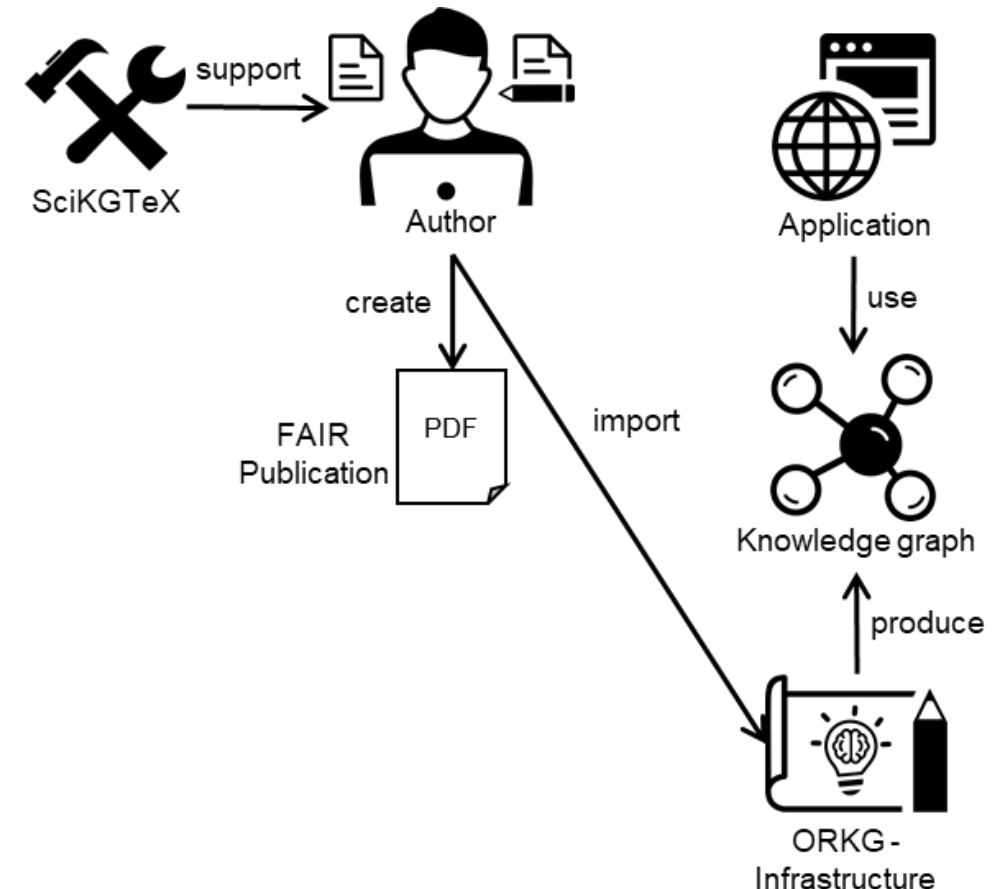 support
SciKGTeX
Author
Application
create
use
PDF
FAIR
Publication
import
Knowledge graph
produce
ORKG -
Infrastructure